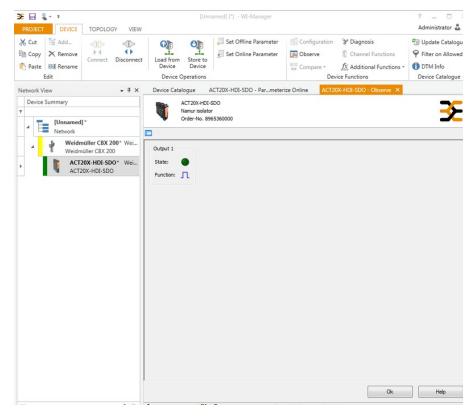 [Unnamed] (*) - WI-Manager
PROJECT DEVICE TOPOLOGY VIEW Administrator
Cut Add... Set Offline Parameter Configuration Diagnosis Update Catalogue
Copy Remove Connect Disconnect Load from Device Store to Device Set Online Parameter Observe Channel Functions Filter on Allowed
Paste Rename Compare Additional Functions DTM Info
Edit Device Operations Device Functions Device Catalogue
Network View Device Catalogue ACT20X-HDI-SDO - Par...meterize Online ACT20X-HDI-SDO - Observe
Device Summary
ACT20X-HDI-SDO
Namur isolator
Order-No. 8965360000
[Unnamed]*
Network
Weidmüller CBX 200* Wei...
Weidmüller CBX 200
ACT20X-HDI-SDO* Wei...
ACT20X-HDI-SDO
Output 1
State:
Function:
Ok Help